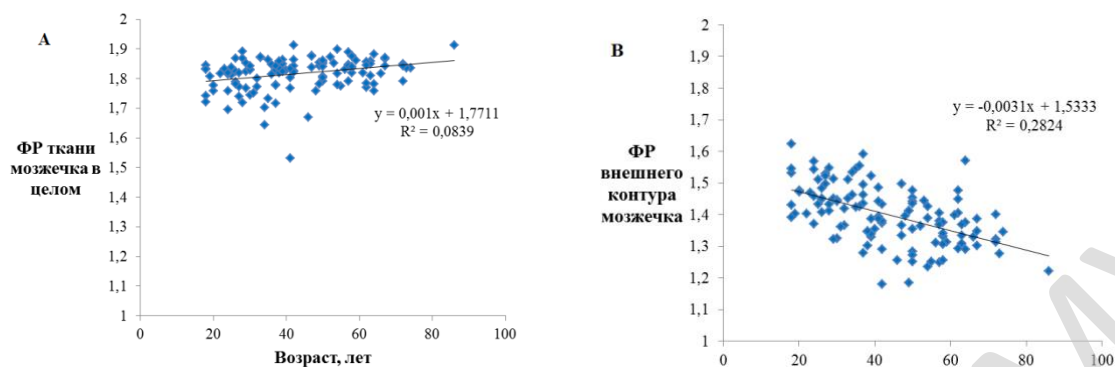 А
ФР ткани
мозжечка в
целом
2
1,9
1,8
1,7
1,6
1,5
1,4
1,3
1,2
1,1
1
y = 0,001x + 1,7711
R² = 0,0839
0 20 40 60 80 100
Возраст, лет
В
ФР
внешнего
контура
мозжечка
2
1,9
1,8
1,7
1,6
1,5
1,4
1,3
1,2
1,1
1
y = -0,0031x + 1,5333
R² = 0,2824
0 20 40 60 80 100